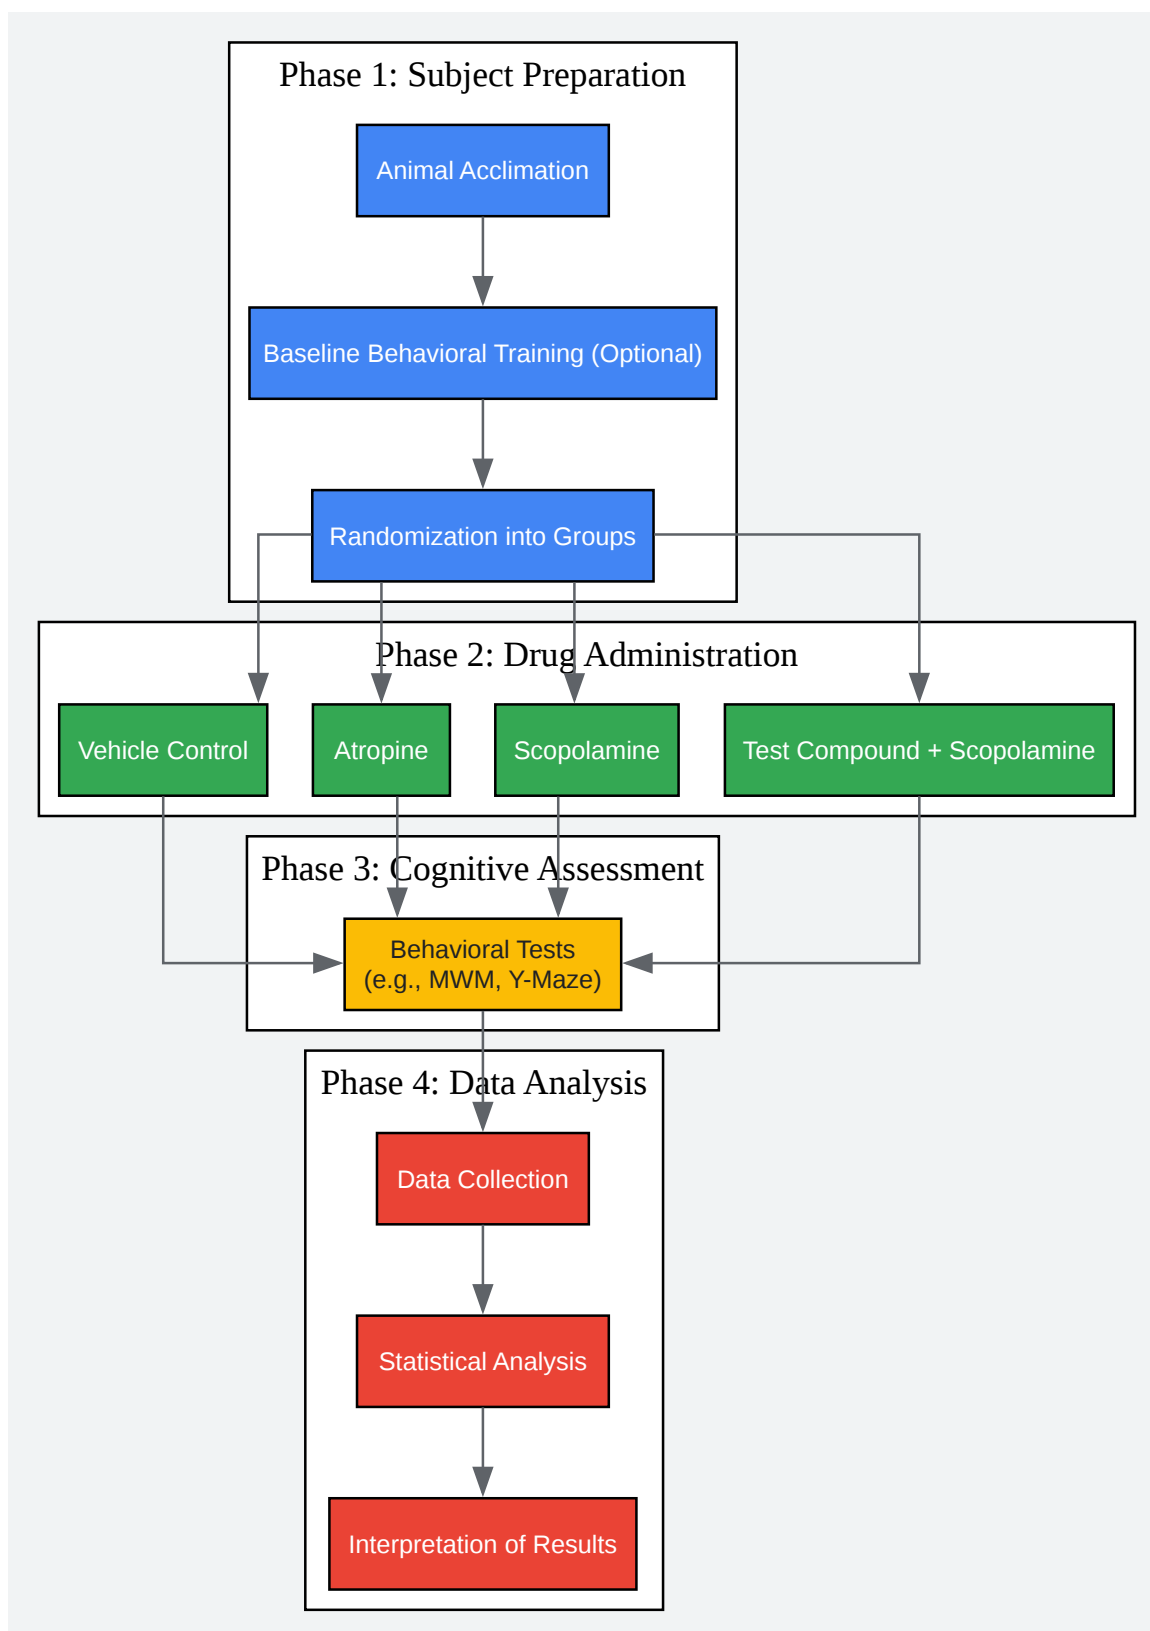 Phase 1: Subject Preparation
Animal Acclimation
Baseline Behavioral Training (Optional)
Randomization into Groups
Phase 2: Drug Administration
Vehicle Control
Atropine
Scopolamine
Test Compound + Scopolamine
Phase 3: Cognitive Assessment
Behavioral Tests
(e.g., MWM, Y-Maze)
Phase 4: Data Analysis
Data Collection
Statistical Analysis
Interpretation of Results